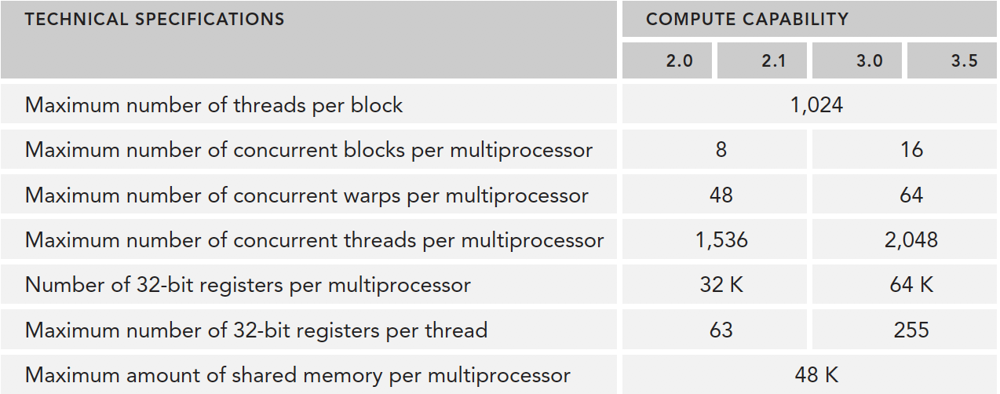 TECHNICAL SPECIFICATIONS COMPUTE CAPABILITY
2.0 2.1 3.0 3.5
Maximum number of threads per block 1,024
Maximum number of concurrent blocks per multiprocessor 8 16
Maximum number of concurrent warps per multiprocessor 48 64
Maximum number of concurrent threads per multiprocessor 1,536 2,048
Number of 32-bit registers per multiprocessor 32 K 64 K
Maximum number of 32-bit registers per thread 63 255
Maximum amount of shared memory per multiprocessor 48 K